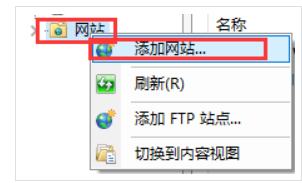 网站
名称
添加网站...
刷新(R)
添加 FTP 站点...
切换到内容视图